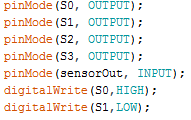 pinMode(S0, OUTPUT);
pinMode(S1, OUTPUT);
pinMode(S2, OUTPUT);
pinMode(S3, OUTPUT);
pinMode(sensorOut, INPUT);
digitalWrite(S0,HIGH);
digitalWrite(S1,LOW);